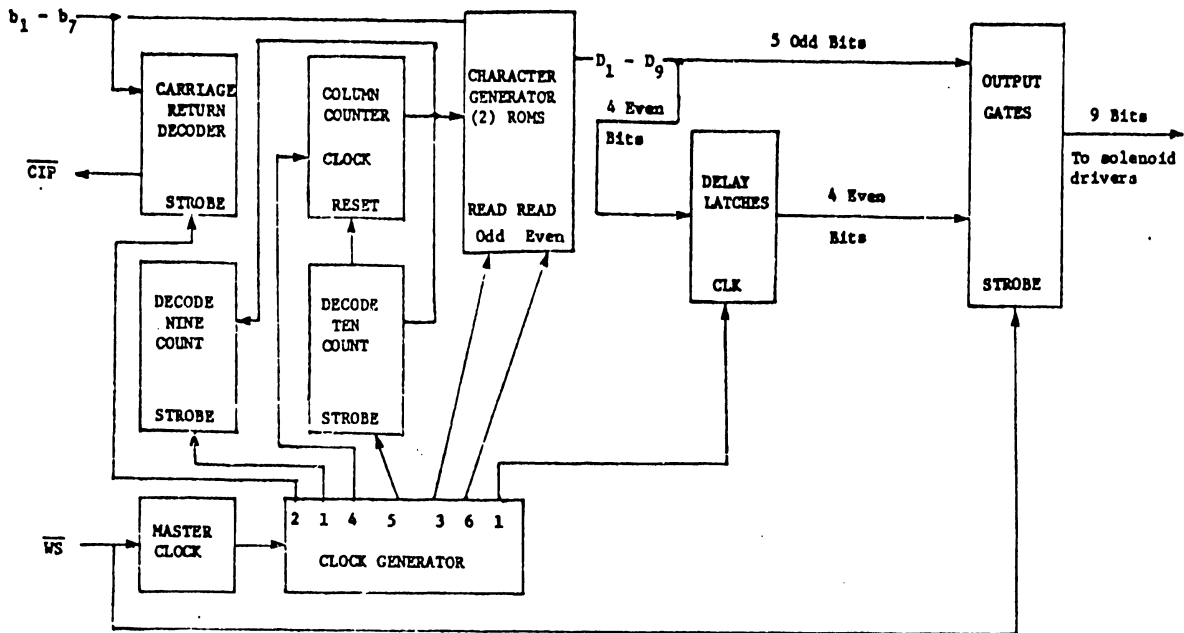 b1 - b7
CARRIAGE
RETURN
DECODER
STROBE
CIP
COLUMN
COUNTER
CLOCK
RESET
CHARACTER
GENERATOR
(2) ROMS
READ READ
Odd Even
D1 - D9
5 Odd Bits
4 Even
Bits
DELAY
LATCHES
CLK
4 Even
Bits
OUTPUT
GATES
STROBE
9 Bits
To solenoid
drivers
DECODE
NINE
COUNT
STROBE
DECODE
TEN
COUNT
STROBE
WS
MASTER
CLOCK
2 1 4 5 3 6 1
CLOCK GENERATOR